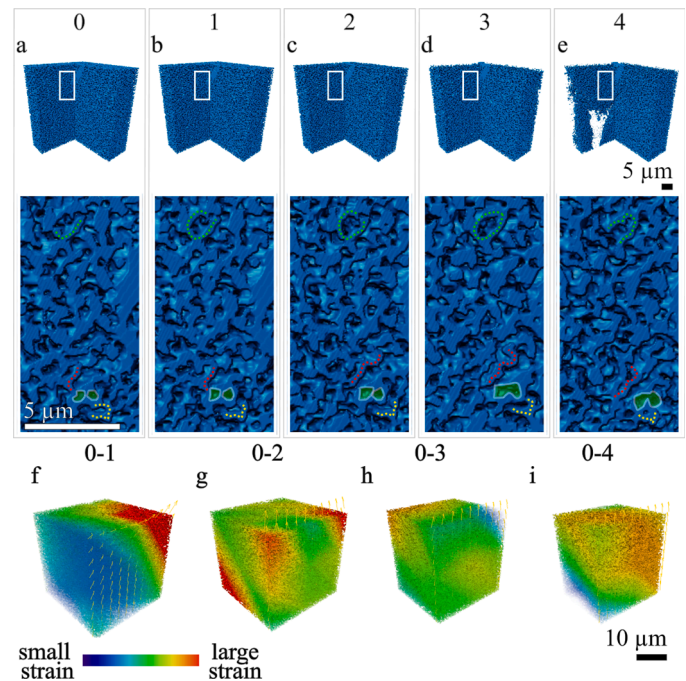 0 1 2 3 4
a b c d e
5 µm
5 µm
0-1 0-2 0-3 0-4
f g h i
small strain large strain
10 µm